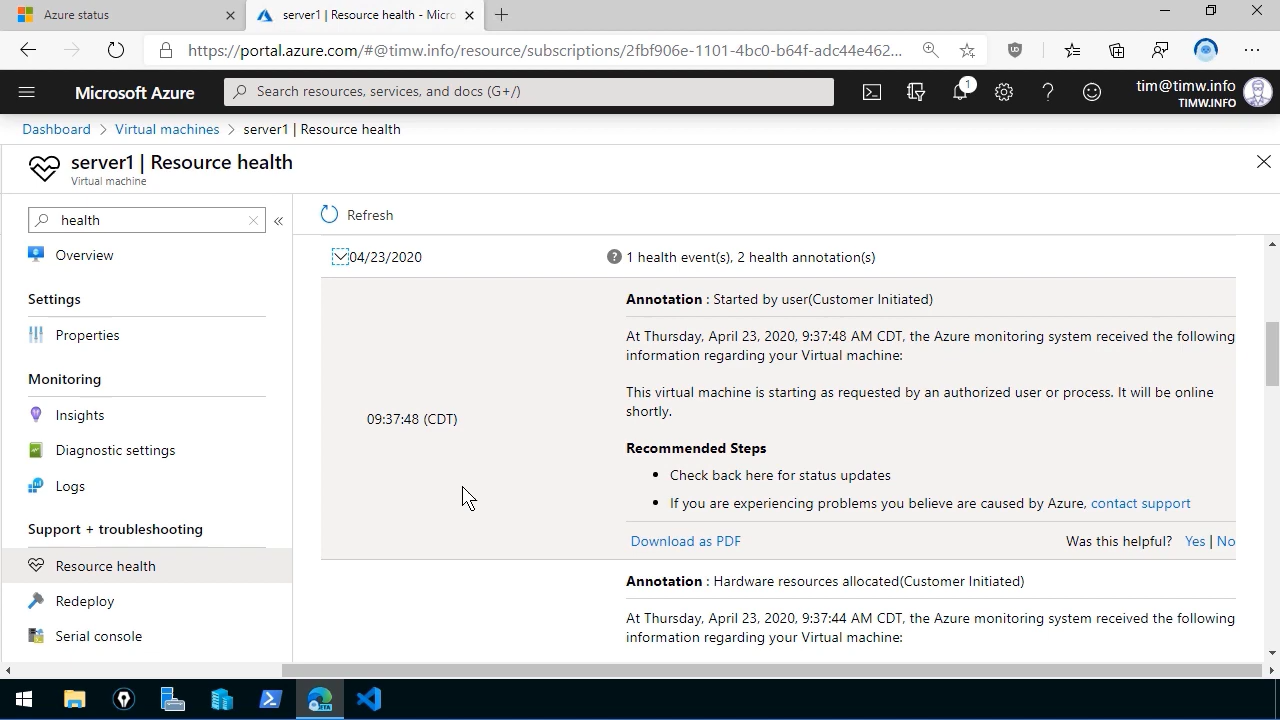 Azure status
server1 | Resource health - Micro
https://portal.azure.com/#@timw.info/resource/subscriptions/2fbf906e-1101-4bc0-b64f-adc44e462...
Microsoft Azure
Search resources, services, and docs (G+/)
1
tim@timw.info
TIMW.INFO
Dashboard > Virtual machines > server1 | Resource health
server1 | Resource health
Virtual machine
health
Overview
Settings
Properties
Monitoring
Insights
Diagnostic settings
Logs
Support + troubleshooting
Resource health
Redeploy
Serial console
Refresh
04/23/2020
1 health event(s), 2 health annotation(s)
09:37:48 (CDT)
Annotation : Started by user(Customer Initiated)
At Thursday, April 23, 2020, 9:37:48 AM CDT, the Azure monitoring system received the following
information regarding your Virtual machine:
This virtual machine is starting as requested by an authorized user or process. It will be online
shortly.
Recommended Steps
• Check back here for status updates
• If you are experiencing problems you believe are caused by Azure, contact support
Download as PDF
Was this helpful? Yes | No
Annotation : Hardware resources allocated(Customer Initiated)
At Thursday, April 23, 2020, 9:37:44 AM CDT, the Azure monitoring system received the following
information regarding your Virtual machine: